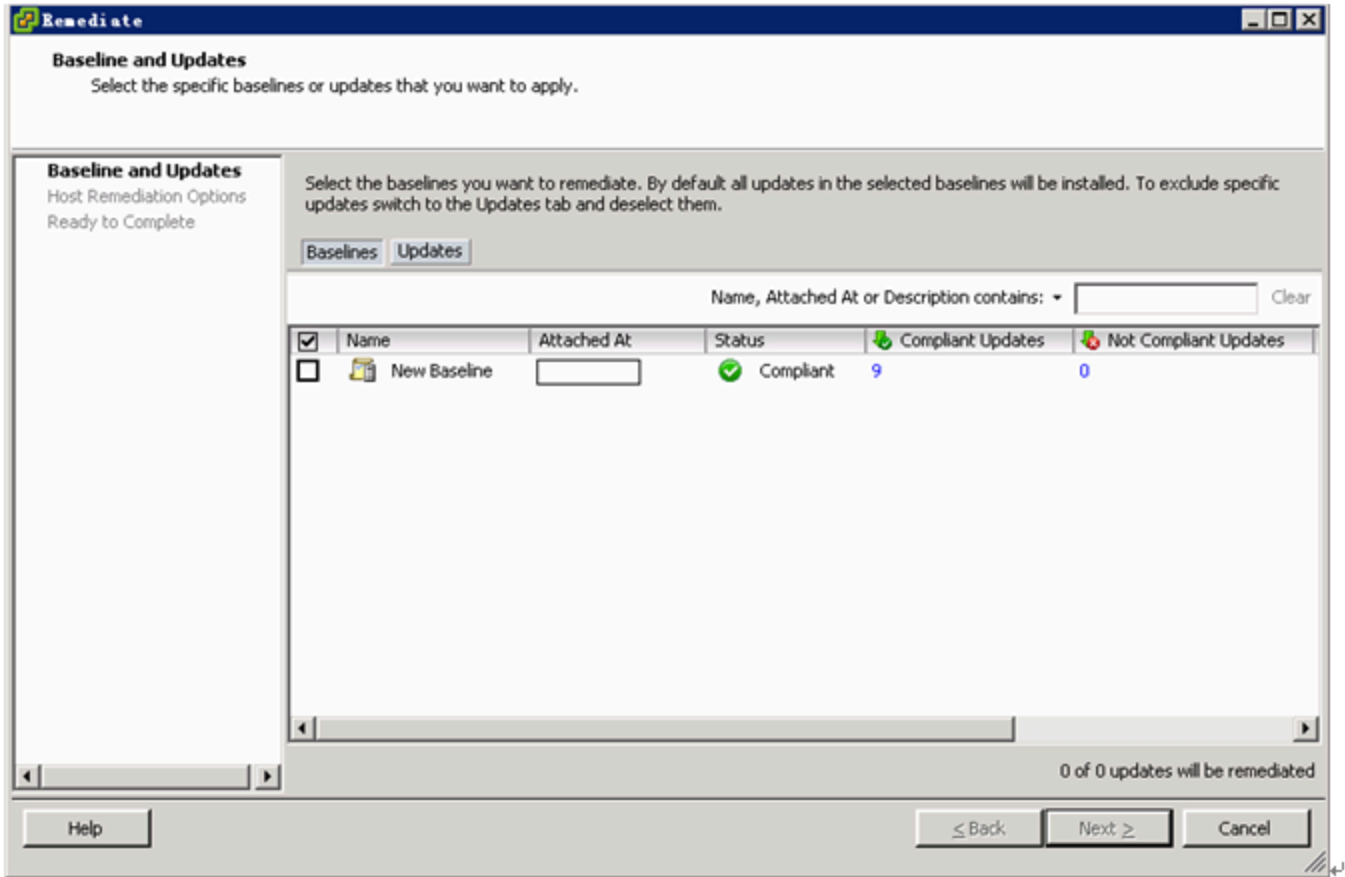 Remediate
Baseline and Updates
Select the specific baselines or updates that you want to apply.
Baseline and Updates
Host Remediation Options
Ready to Complete
Select the baselines you want to remediate. By default all updates in the selected baselines will be installed. To exclude specific
updates switch to the Updates tab and deselect them.
Baselines Updates
Name, Attached At or Description contains: Clear
Name Attached At Status Compliant Updates Not Compliant Updates
New Baseline Compliant 9 0
0 of 0 updates will be remediated
Help < Back Next > Cancel